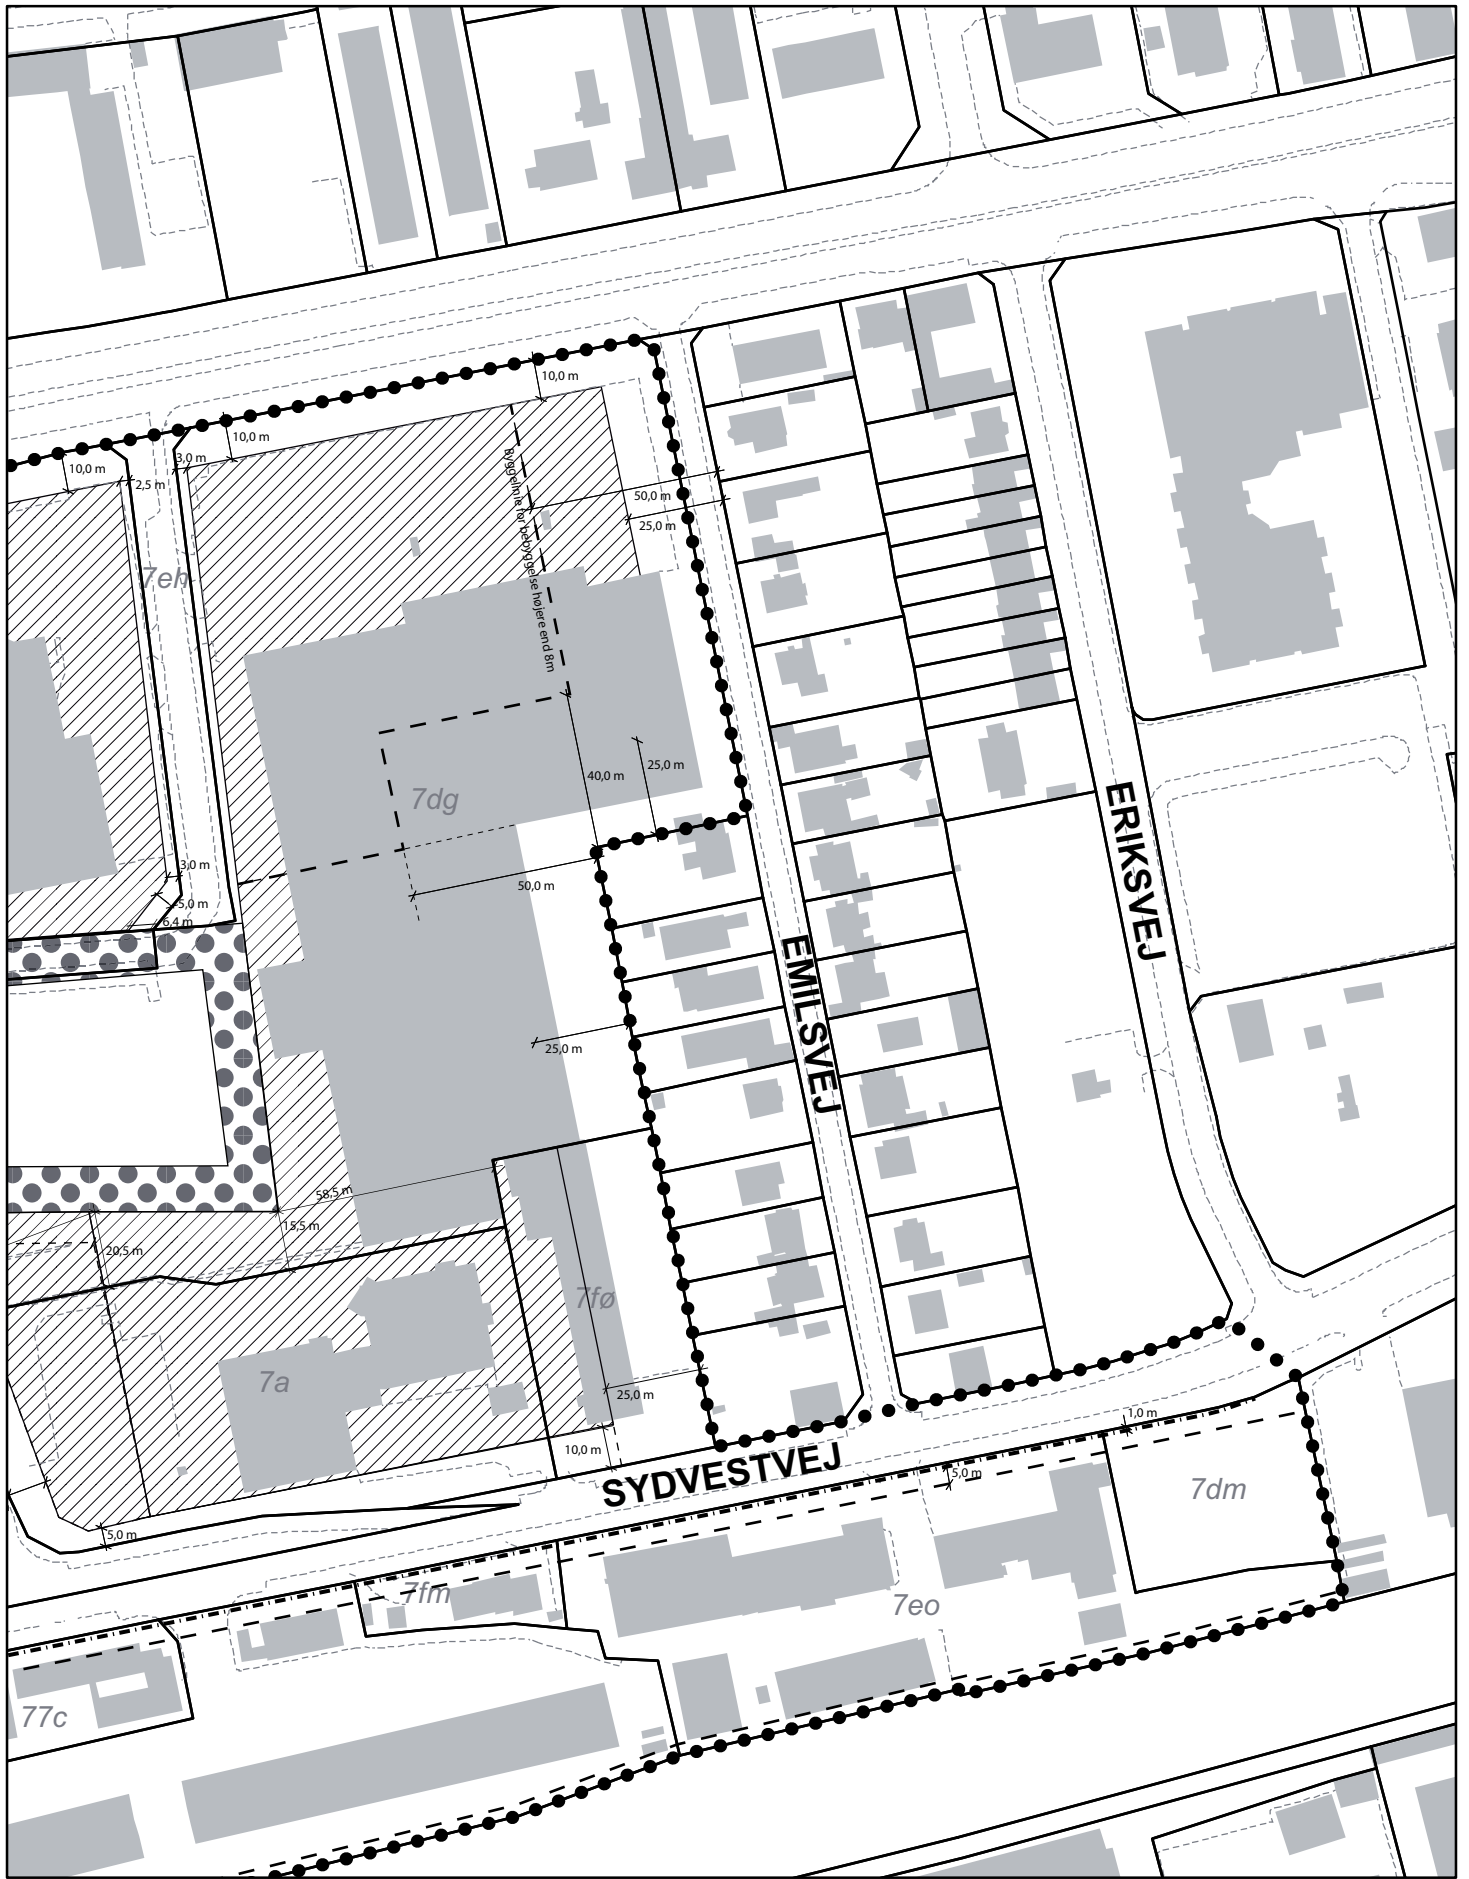 10,0 m
10,0 m
3,0 m
10,0 m
2,5 m
Byggelinie for bebyggelse højere end 8m
50,0 m
25,0 m
7eh
25,0 m
40,0 m
7dg
ERIKSVEJ
3,0 m
50,0 m
5,0 m
6,4 m
EMILSVEJ
25,0 m
58,5 m
15,5 m
20,5 m
7fø
7a
25,0 m
1,0 m
10,0 m
SYDVESTVEJ
5,0 m
7dm
5,0 m
7fm
7eo
77c